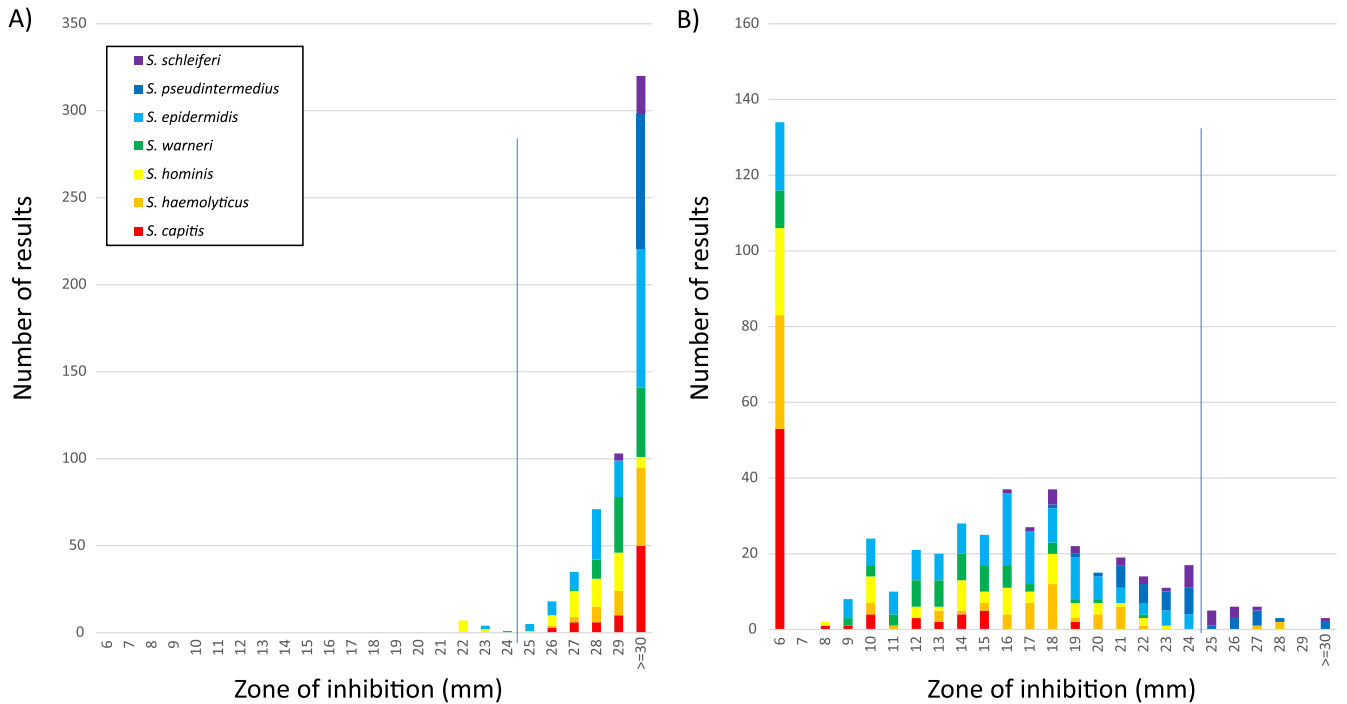 A)
350
300
250
200
150
100
50
0
Number of results
S. schleiferi
S. pseudintermedius
S. epidermidis
S. warneri
S. hominis
S. haemolyticus
S. capitis
6 7 8 9 10 11 12 13 14 15 16 17 18 19 20 21 22 23 24 25 26 27 28 29 >=30
Zone of inhibition (mm)
B)
160
140
120
100
80
60
40
20
0
Number of results
6 7 8 9 10 11 12 13 14 15 16 17 18 19 20 21 22 23 24 25 26 27 28 29 >=30
Zone of inhibition (mm)